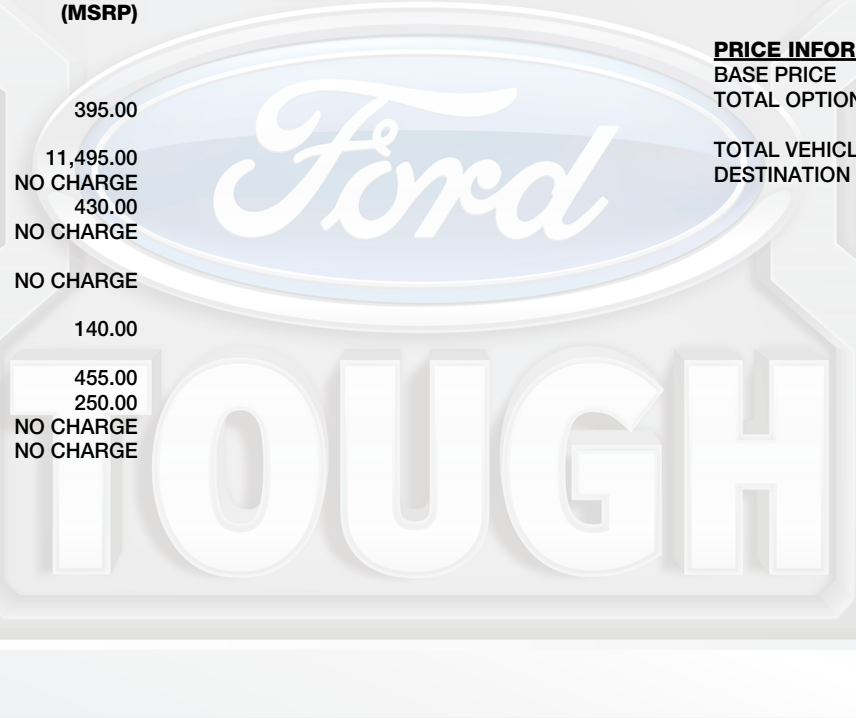 (MSRP)
395.00
11,495.00
NO CHARGE
430.00
NO CHARGE
NO CHARGE
140.00
455.00
250.00
NO CHARGE
NO CHARGE
PRICE INFOR
BASE PRICE
TOTAL OPTION
TOTAL VEHICL
DESTINATION
Ford
TOUGH